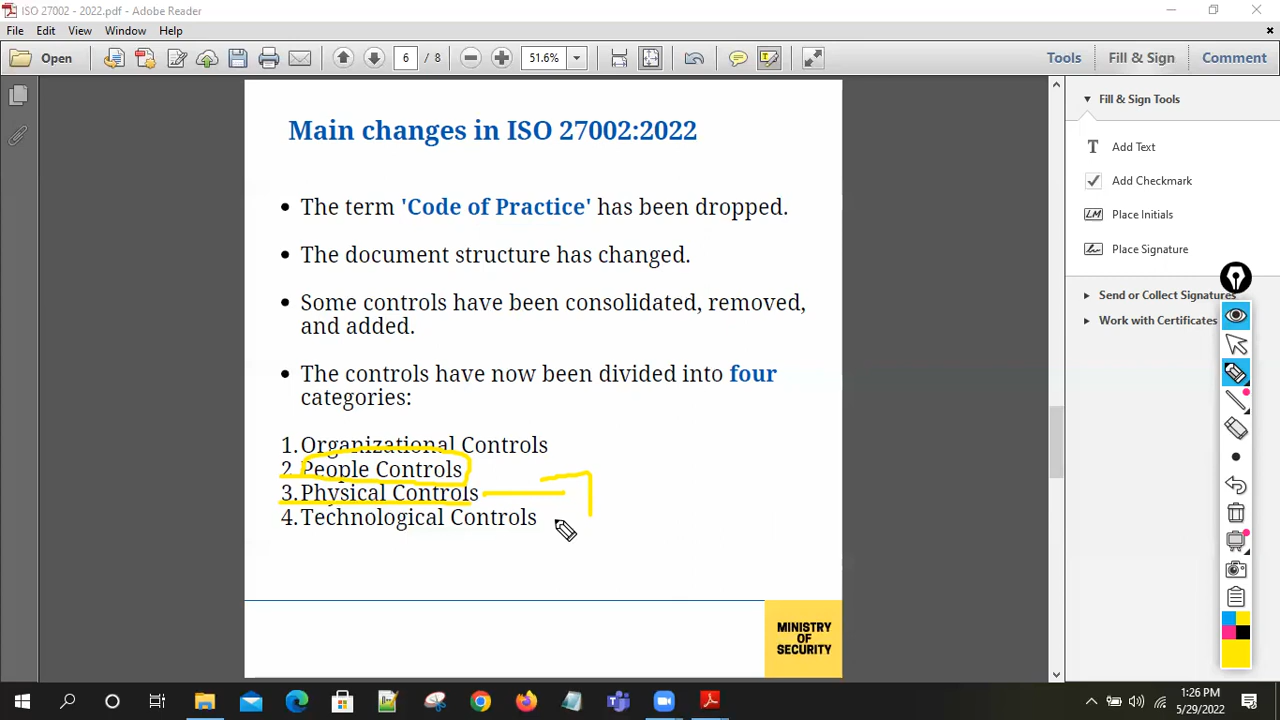 ISO 27002 - 2022.pdf - Adobe Reader
File Edit View Window Help
Open 6 / 8 51.6% Tools Fill & Sign Comment
Main changes in ISO 27002:2022
• The term 'Code of Practice' has been dropped.
• The document structure has changed.
• Some controls have been consolidated, removed,
and added.
• The controls have now been divided into four
categories:
1. Organizational Controls
2. People Controls
3. Physical Controls
4. Technological Controls
MINISTRY
OF
SECURITY
Fill & Sign Tools
T Add Text
Add Checkmark
LM Place Initials
Place Signature
Send or Collect Signatures
Work with Certificates
1:26 PM
5/29/2022